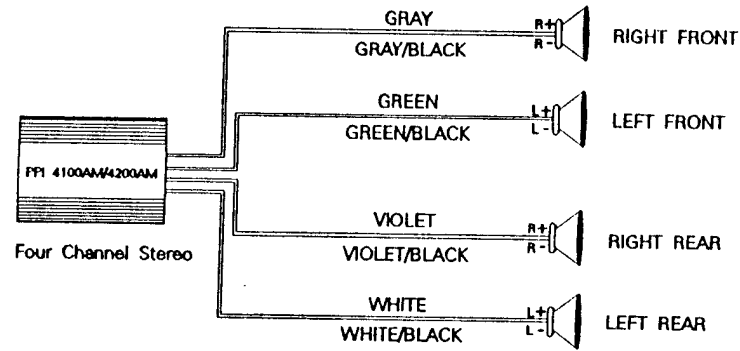 GRAY
R+
R-
GRAY/BLACK
RIGHT FRONT
GREEN
L+
L-
GREEN/BLACK
LEFT FRONT
PPI 4100AM/4200AM
Four Channel Stereo
VIOLET
R+
R-
VIOLET/BLACK
RIGHT REAR
WHITE
L+
L-
WHITE/BLACK
LEFT REAR